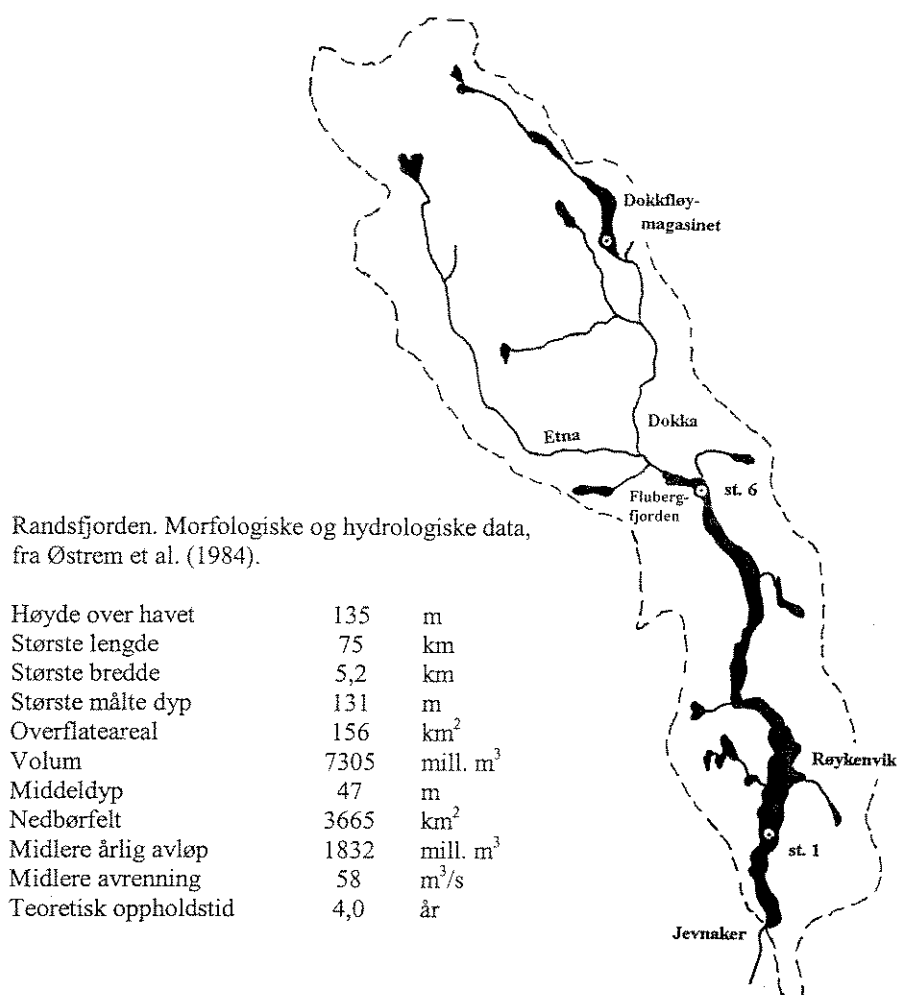 Dokkfløy-
magasinet
Dokka
Etna
Fluberg-
fjorden
st. 6
Randsfjorden. Morfologiske og hydrologiske data,
fra Østrem et al. (1984).
Høyde over havet 135 m
Største lengde 75 km
Største bredde 5,2 km
Største målte dyp 131 m
Overflateareal 156 km²
Volum 7305 mill. m³
Middeldyp 47 m
Nedbørfelt 3665 km²
Midlere årlig avløp 1832 mill. m³
Midlere avrenning 58 m³/s
Teoretisk oppholdstid 4,0 år
Røykenvik
st. 1
Jevnaker